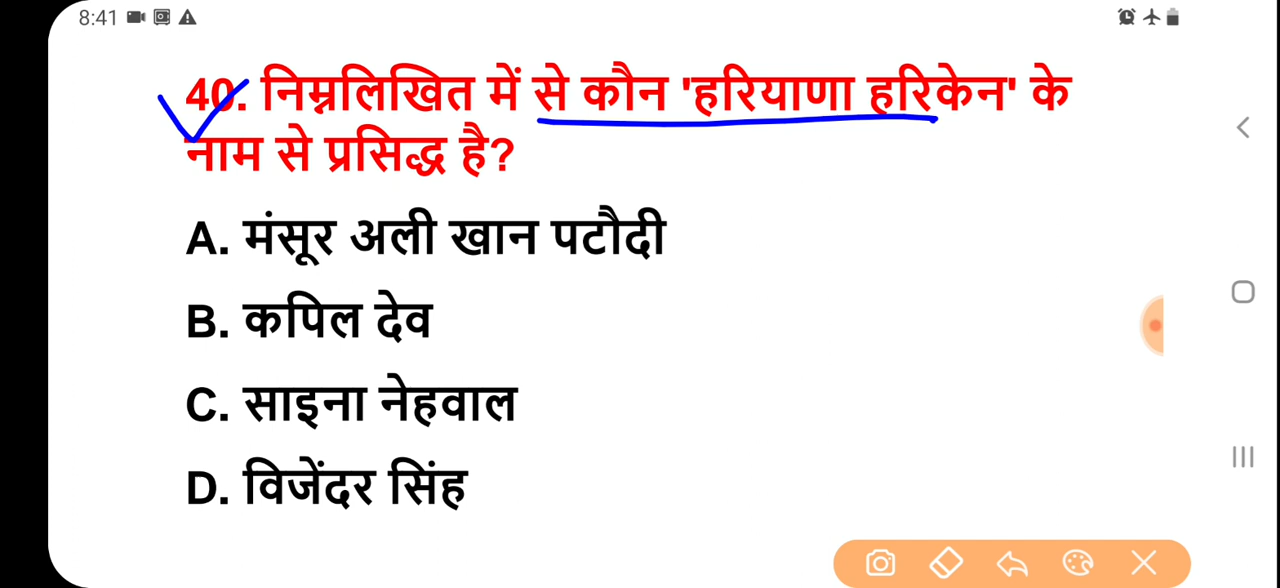 8:41
40. निम्नलिखित में से कौन 'हरियाणा हरिकेन' के
नाम से प्रसिद्ध है?
A. मंसूर अली खान पटौदी
B. कपिल देव
C. साइना नेहवाल
D. विजेंदर सिंह